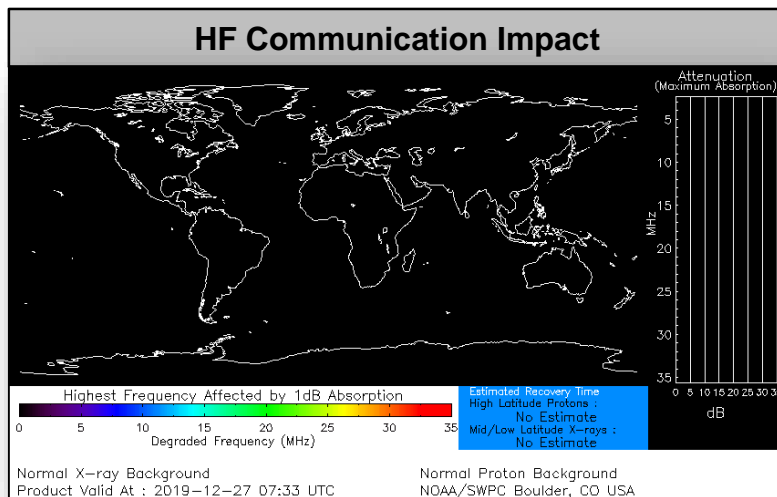 HF Communication Impact
Attenuation
(Maximum Absorption)
5
10
15
20
25
30
35
MHz
0 5 10 15 20 25 30 35
dB
Highest Frequency Affected by 1dB Absorption
0 5 10 15 20 25 30 35
Degraded Frequency (MHz)
Estimated Recovery Time
High Latitude Protons :
No Estimate
Mid/Low Latitude X-rays :
No Estimate
Normal X-ray Background
Normal Proton Background
Product Valid At : 2019-12-27 07:33 UTC
NOAA/SWPC Boulder, CO USA